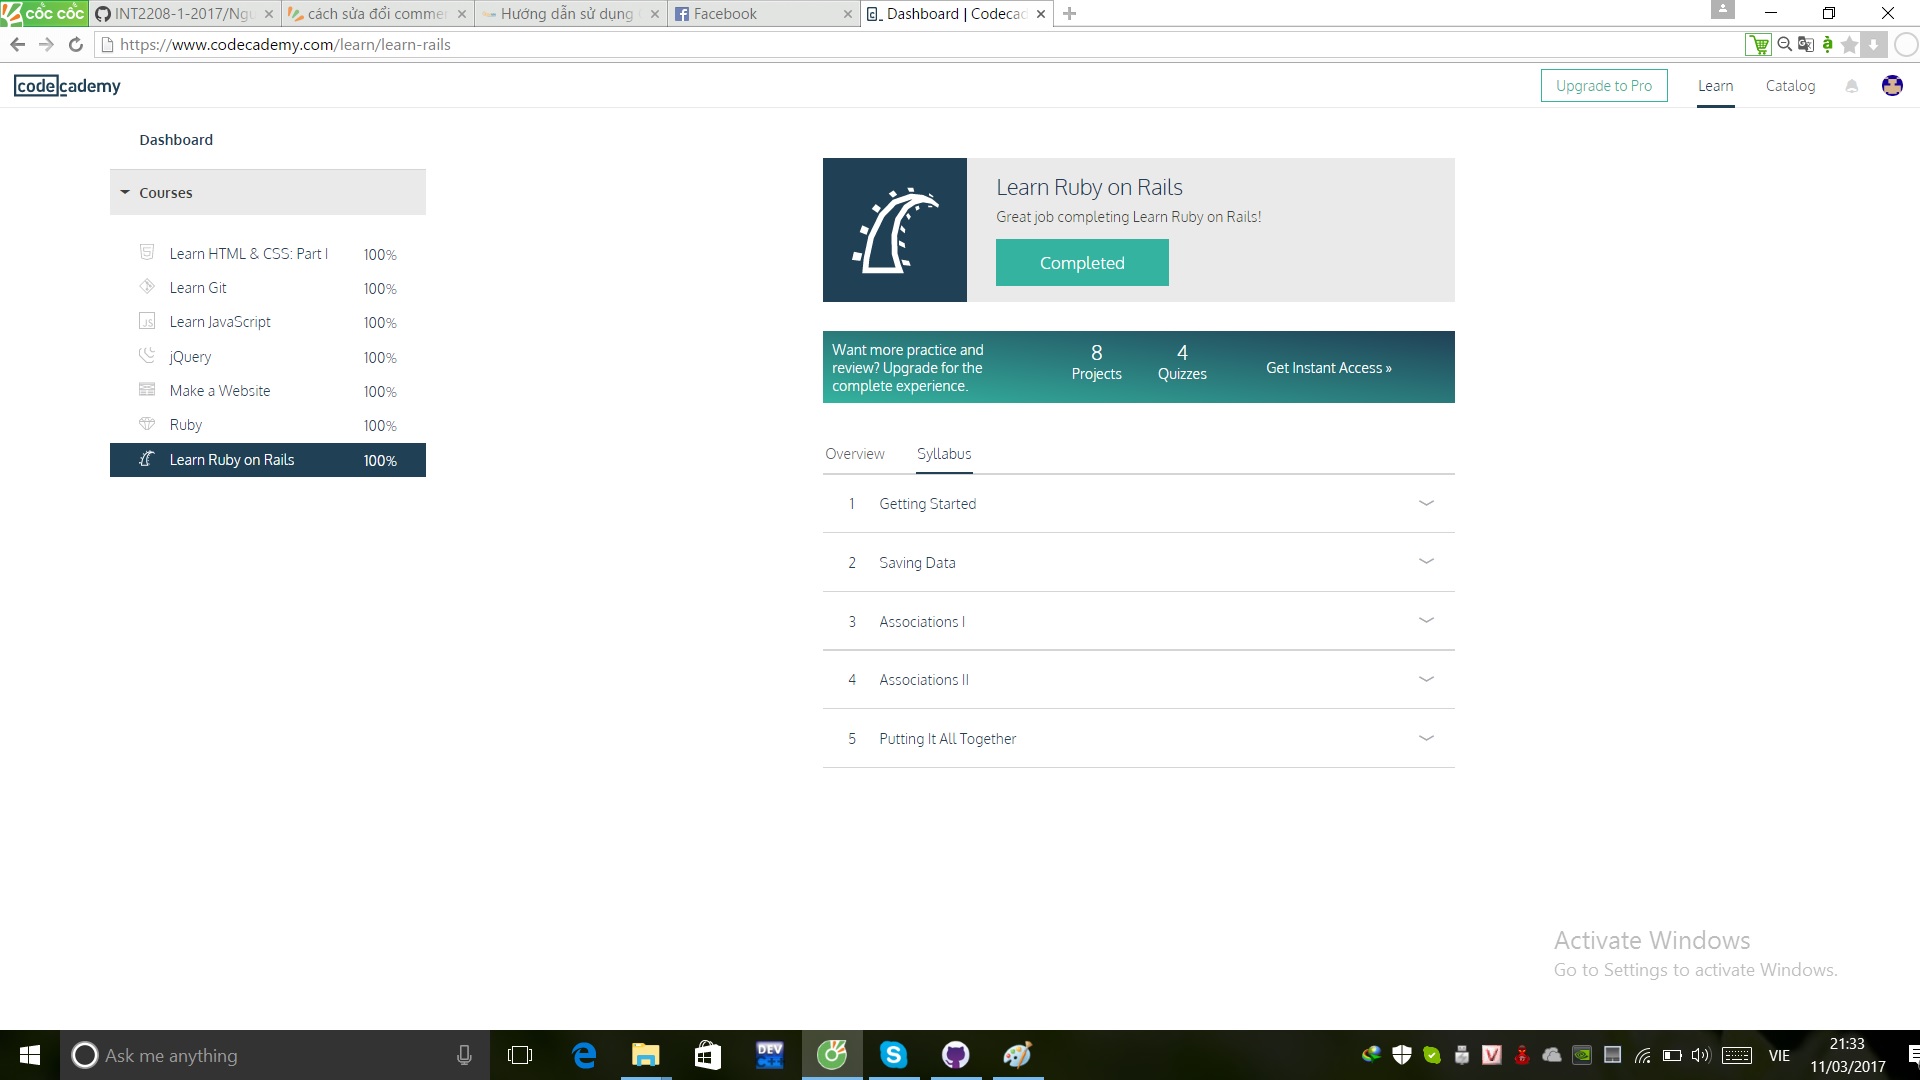 cốc cốc
INT2208-1-2017/Ngu
cách sửa đổi commen
Hướng dẫn sử dụng
Facebook
Dashboard | Codecad
https://www.codecademy.com/learn/learn-rails
codecademy
Upgrade to Pro
Learn
Catalog
Dashboard
Courses
Learn HTML & CSS: Part I 100%
Learn Git 100%
JS Learn JavaScript 100%
jQuery 100%
Make a Website 100%
Ruby 100%
Learn Ruby on Rails 100%
Learn Ruby on Rails
Great job completing Learn Ruby on Rails!
Completed
Want more practice and
review? Upgrade for the
complete experience.
8
Projects
4
Quizzes
Get Instant Access »
Overview
Syllabus
1 Getting Started
2 Saving Data
3 Associations I
4 Associations II
5 Putting It All Together
Activate Windows
Go to Settings to activate Windows.
Ask me anything
DEV
VIE
21:33
11/03/2017